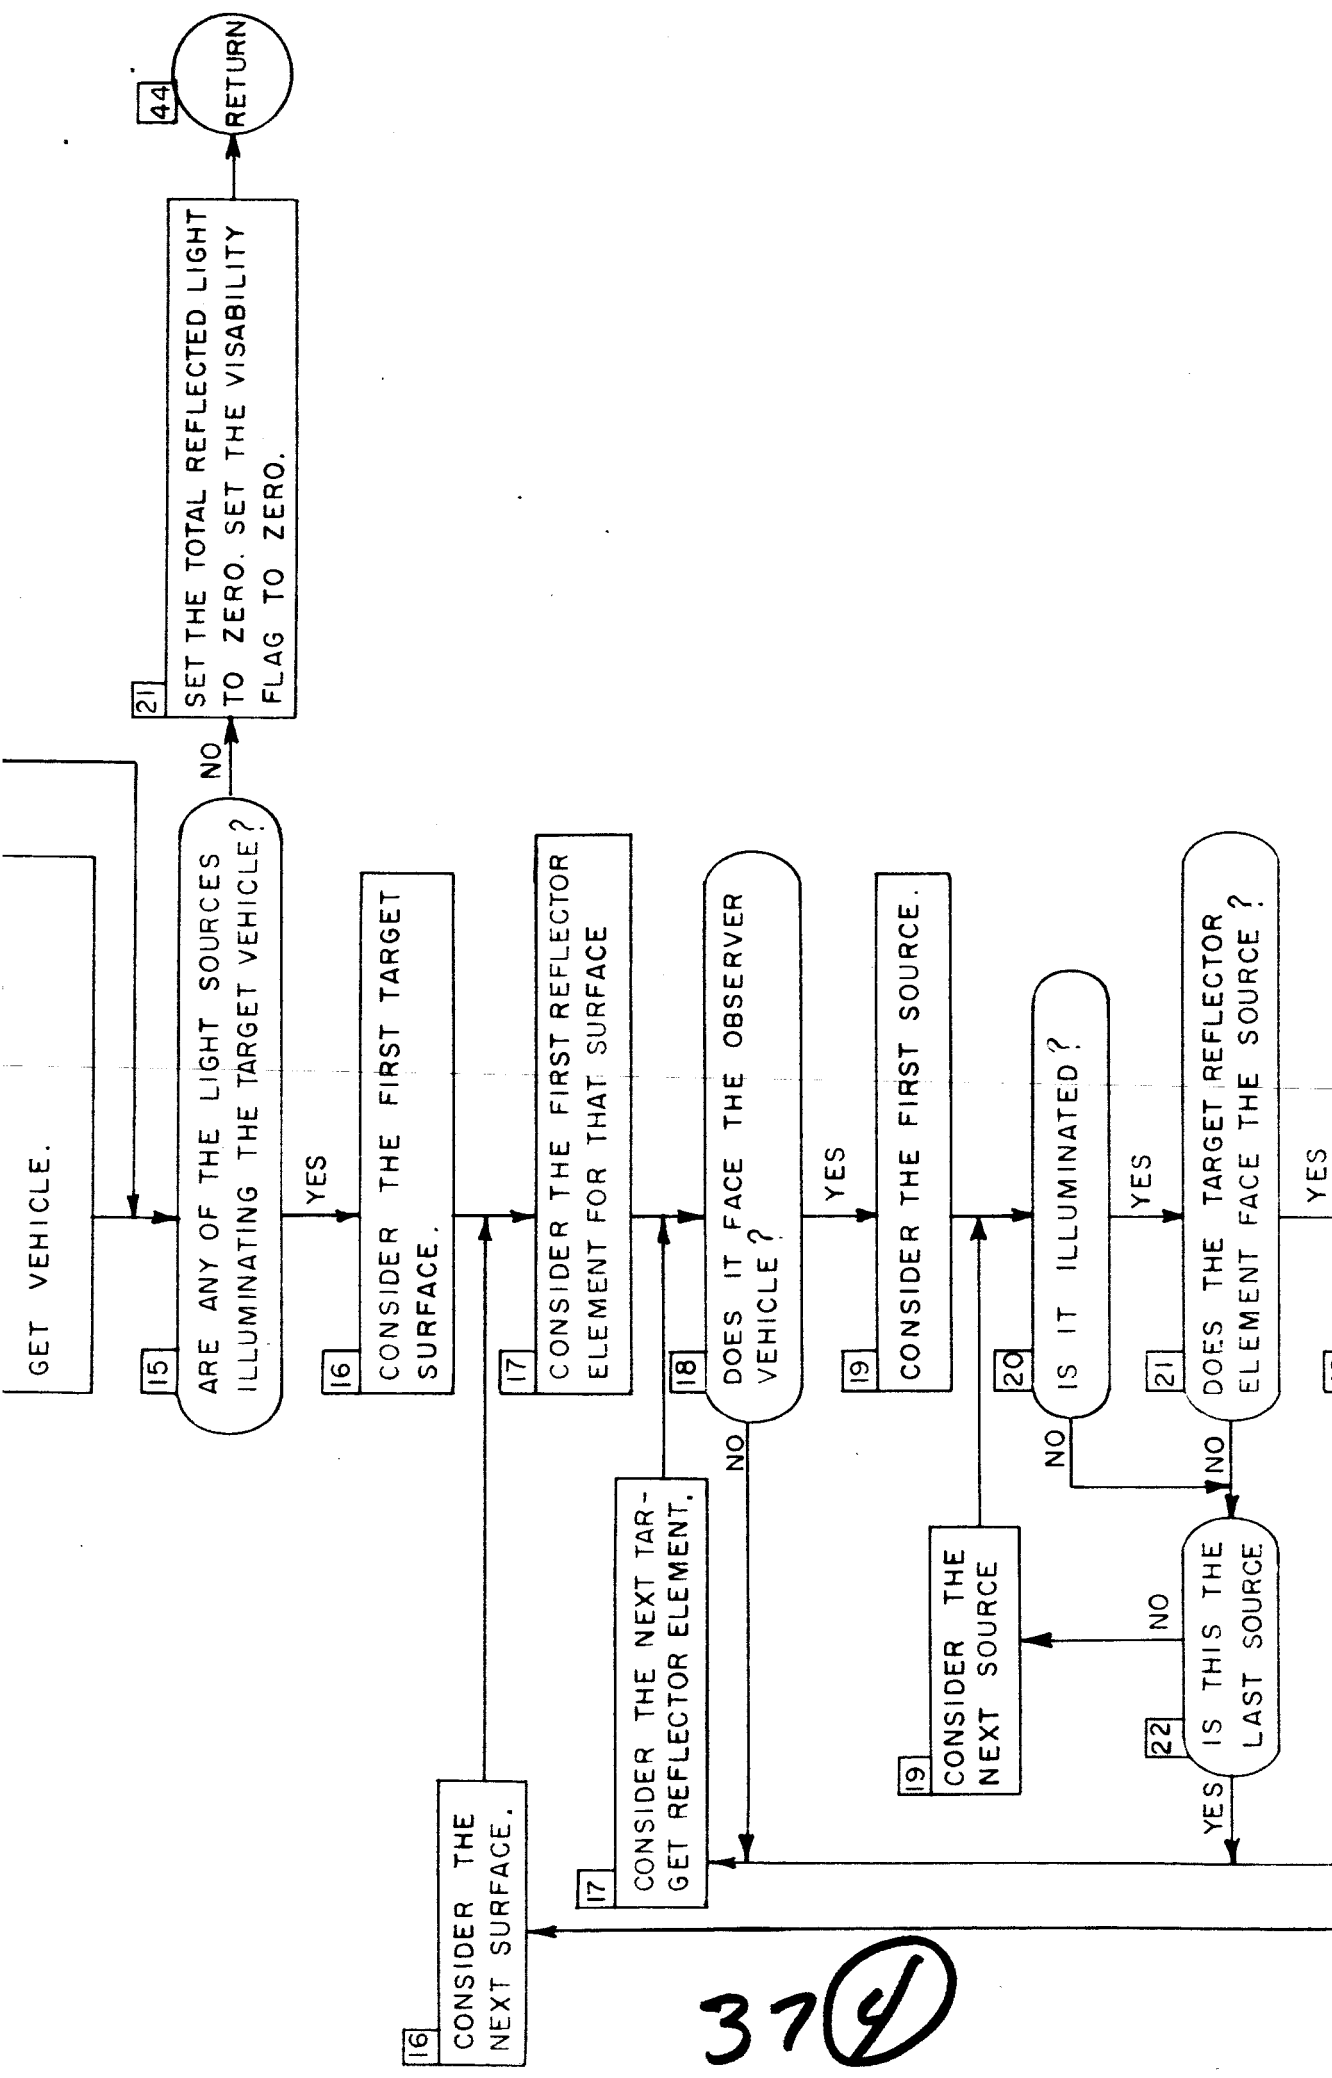 GET VEHICLE.
15
ARE ANY OF THE LIGHT SOURCES
ILLUMINATING THE TARGET VEHICLE?
NO
21
SET THE TOTAL REFLECTED LIGHT
TO ZERO. SET THE VISABILITY
FLAG TO ZERO.
44
RETURN
YES
16
CONSIDER THE FIRST TARGET
SURFACE.
16
CONSIDER THE
NEXT SURFACE.
17
CONSIDER THE FIRST REFLECTOR
ELEMENT FOR THAT SURFACE
17
CONSIDER THE NEXT TAR-
GET REFLECTOR ELEMENT.
18
DOES IT FACE THE OBSERVER
VEHICLE?
NO
YES
19
CONSIDER THE FIRST SOURCE.
19
CONSIDER THE
NEXT SOURCE
20
IS IT ILLUMINATED?
NO
YES
21
DOES THE TARGET REFLECTOR
ELEMENT FACE THE SOURCE?
NO
22
IS THIS THE
LAST SOURCE
NO
YES
YES
37 4